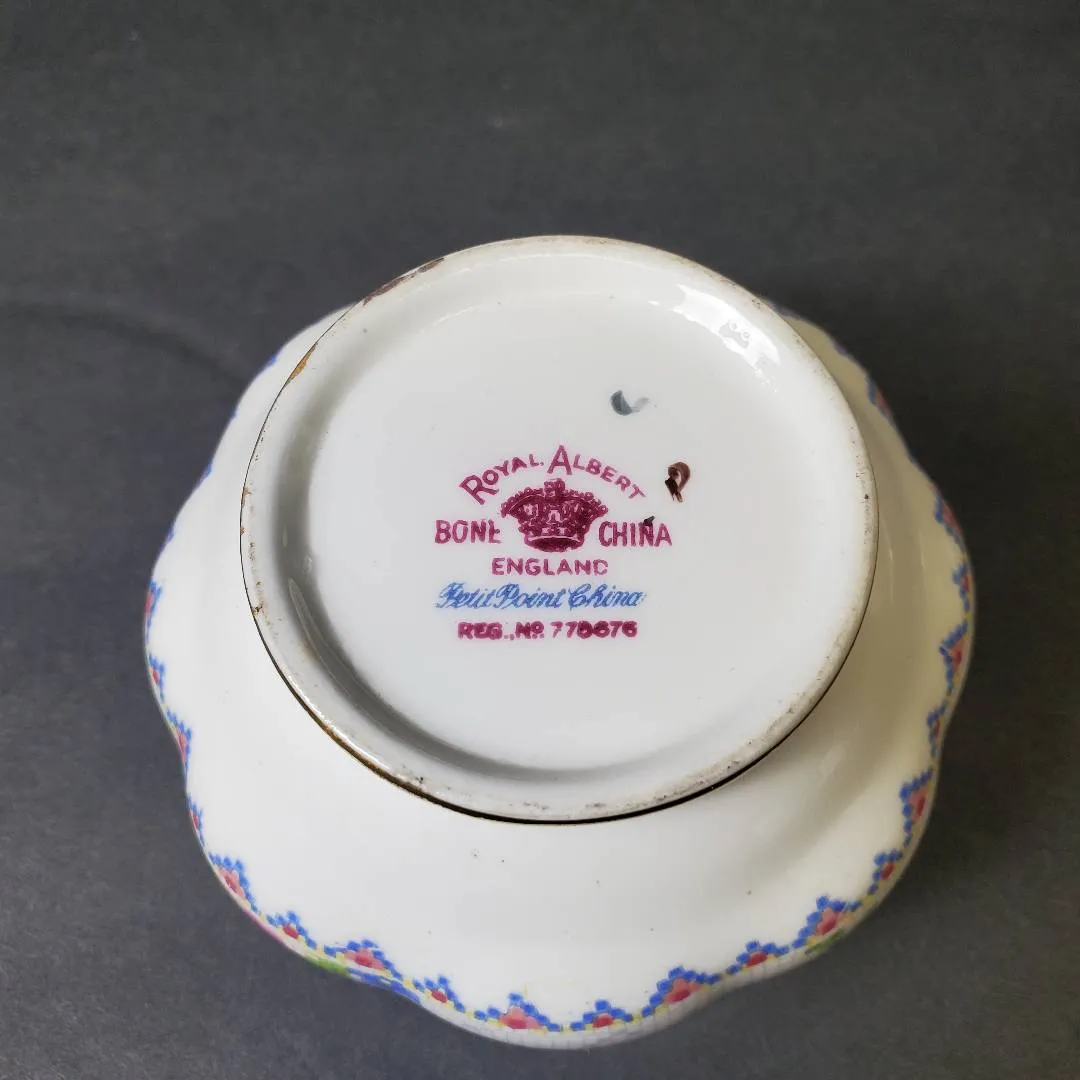 ROYAL ALBERT
BONE CHINA
ENGLAND
Petit Point China
REG., No. 778676